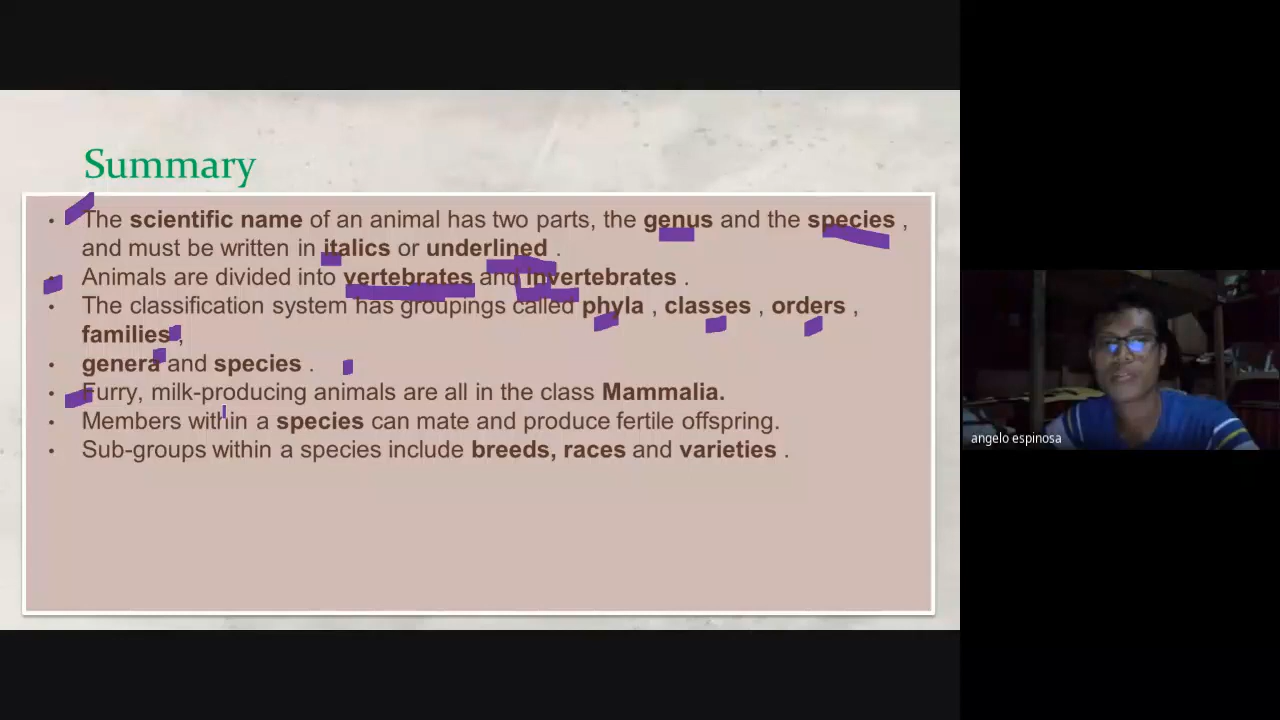 Summary
• The scientific name of an animal has two parts, the genus and the species ,
and must be written in italics or underlined .
• Animals are divided into vertebrates and invertebrates .
• The classification system has groupings called phyla , classes , orders ,
families ,
• genera and species .
• Furry, milk-producing animals are all in the class Mammalia.
• Members within a species can mate and produce fertile offspring.
• Sub-groups within a species include breeds, races and varieties .
angelo espinosa